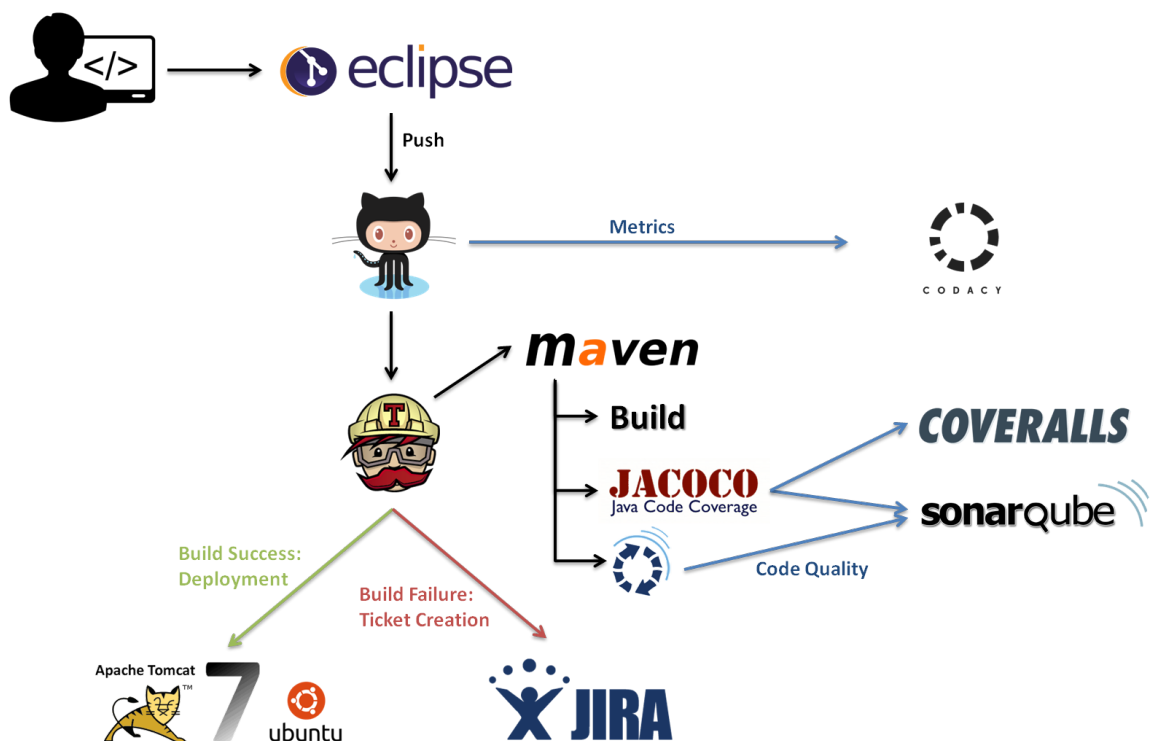 </>
eclipse
Push
Metrics
CODACY
maven
Build
COVERALLS
JACOCO
Java Code Coverage
sonarqube
Code Quality
Build Success:
Deployment
Build Failure:
Ticket Creation
T
Apache Tomcat
TM
7
ubuntu
JIRA